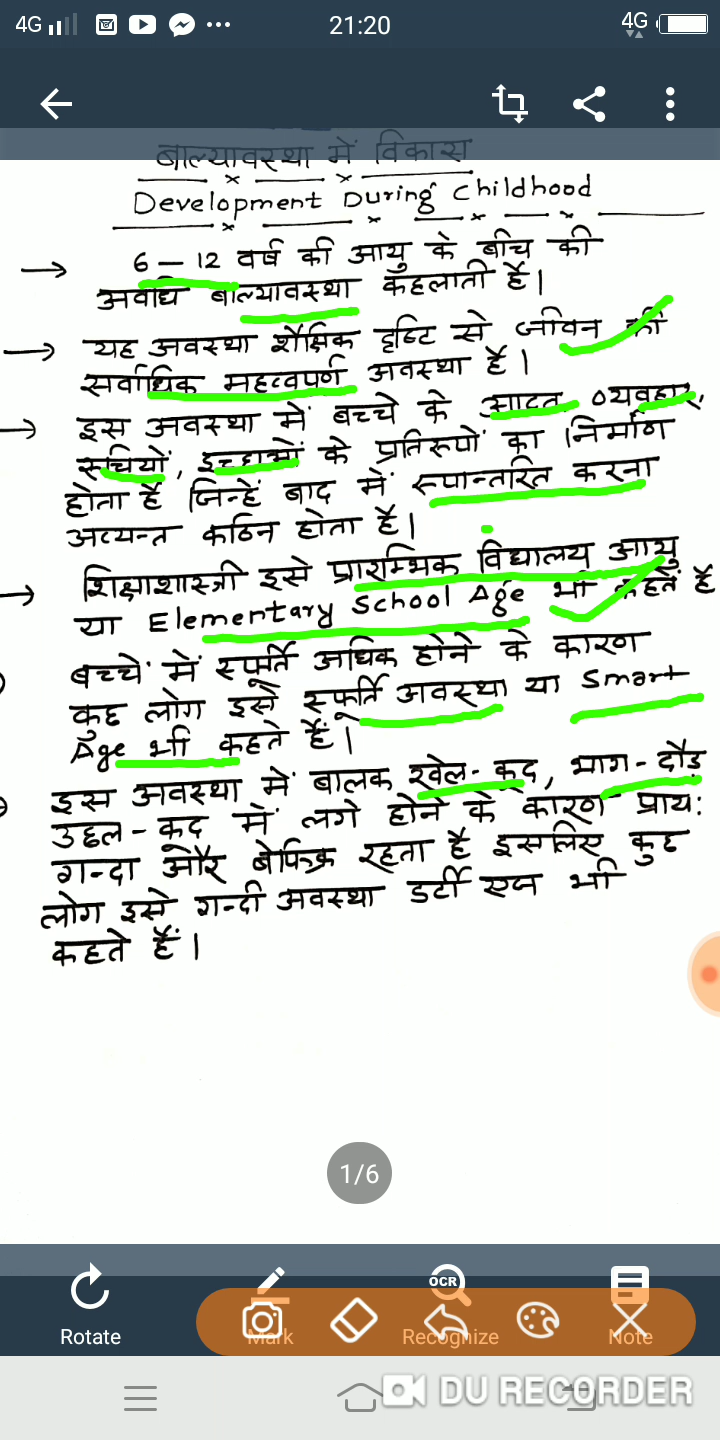 4G 21:20 4G
बाल्यावस्था में विकास
Development During Childhood
→ 6 – 12 वर्ष की आयु के बीच की
अवधि बाल्यावस्था कहलाती है।
→ यह अवस्था शैक्षिक दृष्टि से जीवन की
सर्वाधिक महत्वपूर्ण अवस्था है।
→ इस अवस्था में बच्चे के आदत, व्यवहार,
रूचियों, इच्छाओं के प्रतिरूपों का निर्माण
होता है जिन्हें बाद में रूपान्तरित करना
अत्यन्त कठिन होता है।
→ शिक्षाशास्त्री इसे प्रारम्भिक विद्यालय आयु
या Elementary School Age भी कहते हैं
बच्चे में स्फूर्ति अधिक होने के कारण
कुछ लोग इसे स्फूर्ति अवस्था या Smart
Age भी कहते हैं।
इस अवस्था में बालक खेल-कूद, भाग-दौड़
उछल-कूद में लगे होने के कारण प्राय:
गन्दा और बेफिक्र रहता है इसलिए कुछ
लोग इसे गन्दी अवस्था डर्टी एज भी
कहते हैं।
1/6
OCR
Rotate Mark Recognize Note
DU RECORDER